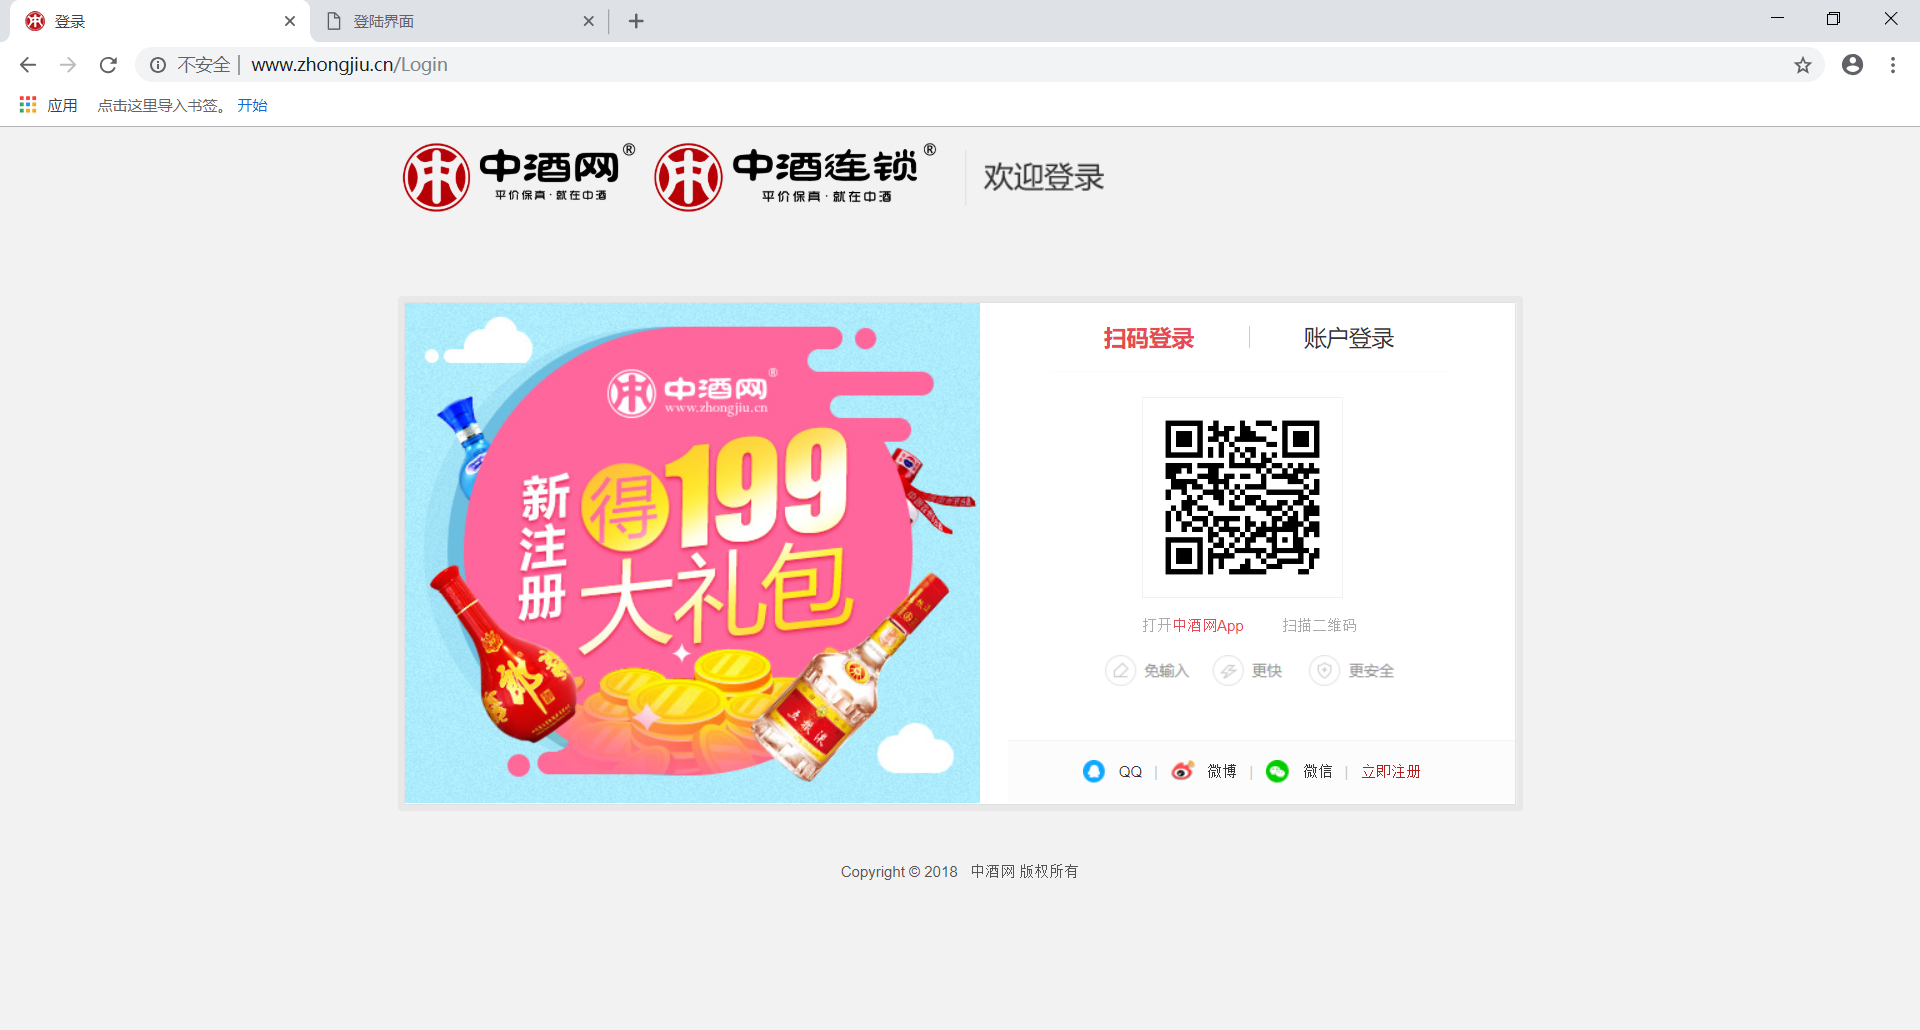 登录
登陆界面
不安全 | www.zhongjiu.cn/Login
应用 点击这里导入书签。 开始
中酒网®
平价保真·就在中酒
中酒连锁®
平价保真·就在中酒
欢迎登录
中酒网®
www.zhongjiu.cn
新注册
得199
大礼包
郎
五粮液
扫码登录
账户登录
打开中酒网App 扫描二维码
免输入 更快 更安全
QQ | 微博 | 微信 | 立即注册
Copyright © 2018 中酒网 版权所有